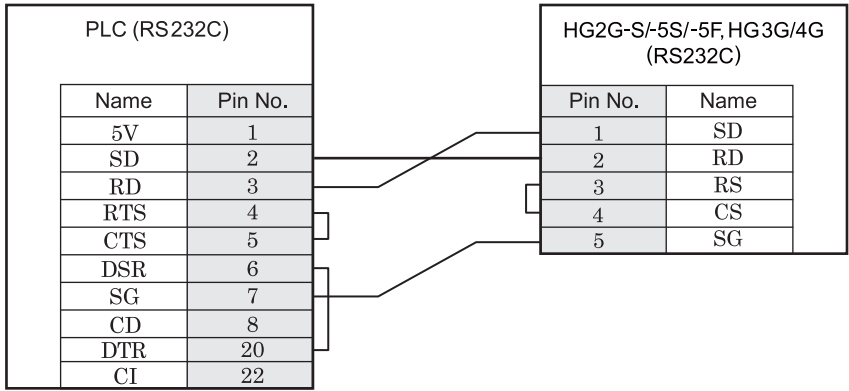 PLC (RS232C)
Name Pin No.
5V 1
SD 2
RD 3
RTS 4
CTS 5
DSR 6
SG 7
CD 8
DTR 20
CI 22
HG2G-S/-5S/-5F, HG3G/4G
(RS232C)
Pin No. Name
1 SD
2 RD
3 RS
4 CS
5 SG